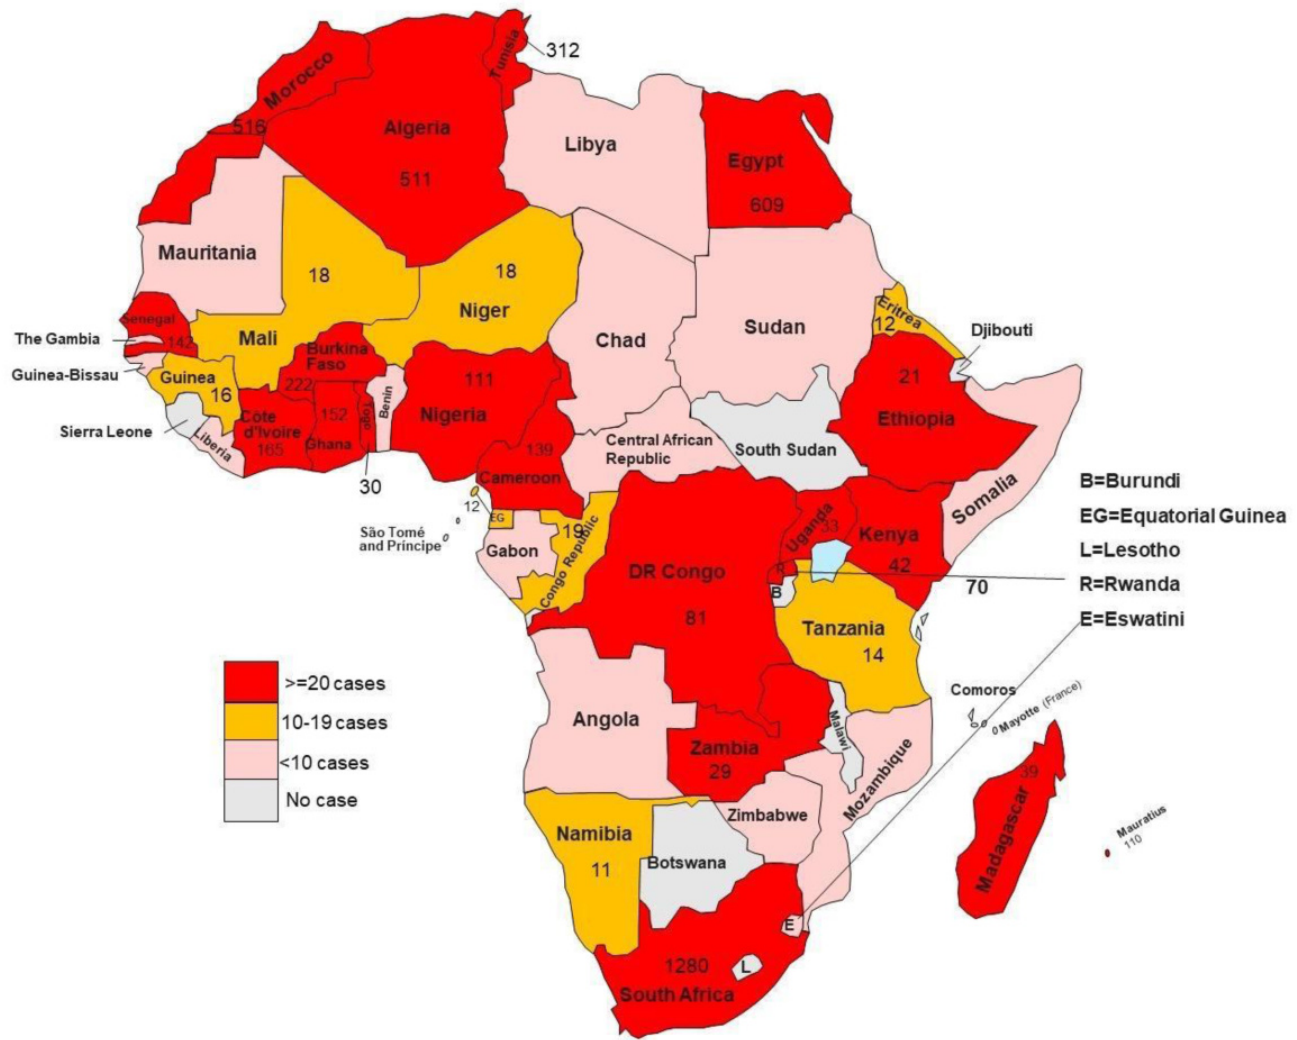 Tunisia
312
Morocco
516
Algeria
511
Libya
Egypt
609
Mauritania
18
Mali
18
Niger
Chad
Sudan
Eritrea
12
Djibouti
Senegal
142
The Gambia
Guinea-Bissau
Guinea
16
Sierra Leone
Liberia
Burkina
Faso
222
Côte
d'Ivoire
165
152
Ghana
Togo
30
Benin
111
Nigeria
139
Cameroon
Central African
Republic
South Sudan
21
Ethiopia
Somalia
12
EG
São Tomé
and Príncipe
Gabon
19
Congo Republic
DR Congo
81
Uganda
33
Kenya
42
R
B
70
Tanzania
14
B=Burundi
EG=Equatorial Guinea
L=Lesotho
R=Rwanda
E=Eswatini
>=20 cases
10-19 cases
<10 cases
No case
Angola
Zambia
29
Malawi
Mozambique
Comoros
Mayotte (France)
39
Madagascar
Mauratius
110
Namibia
11
Botswana
Zimbabwe
E
L
1280
South Africa